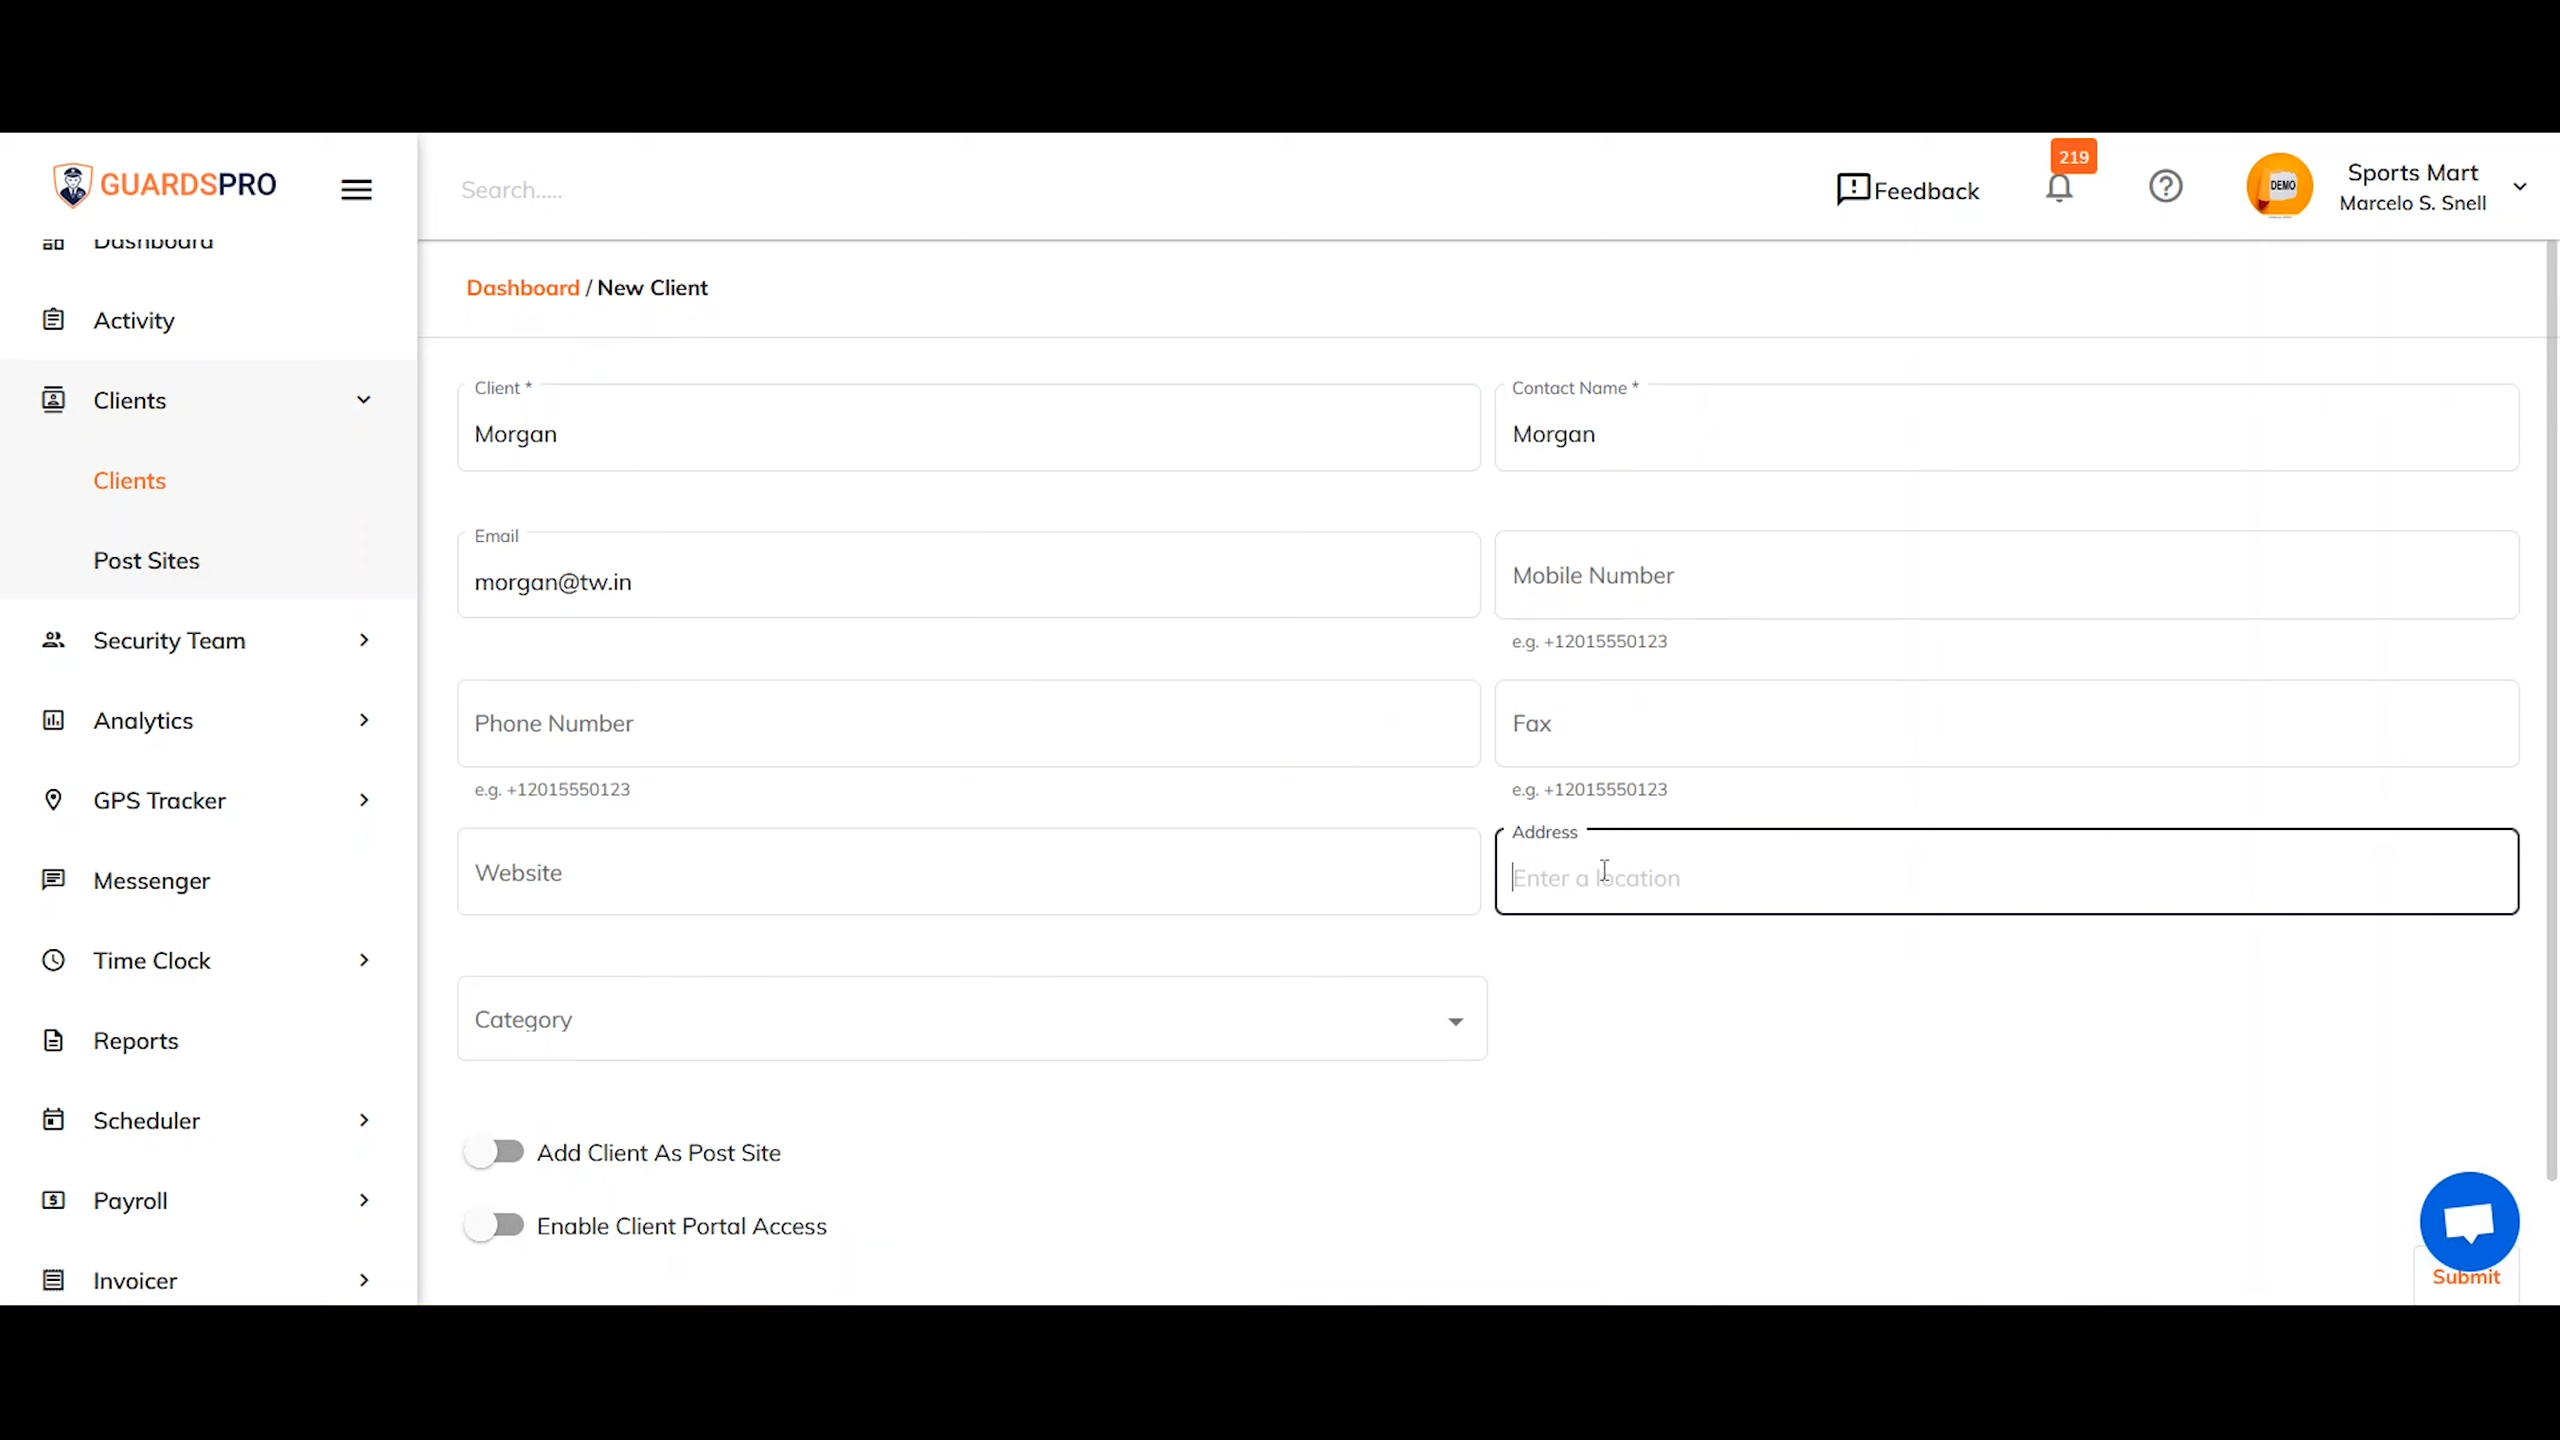 GUARDSPRO
Search.....
Feedback
219
DEMO
Sports Mart
Marcelo S. Snell
Dashboard
Activity
Clients
Clients
Post Sites
Security Team
Analytics
GPS Tracker
Messenger
Time Clock
Reports
Scheduler
Payroll
Invoicer
Dashboard / New Client
Client *
Morgan
Contact Name *
Morgan
Email
morgan@tw.in
Mobile Number
e.g. +12015550123
Phone Number
e.g. +12015550123
Fax
e.g. +12015550123
Website
Address
Enter a location
Category
Add Client As Post Site
Enable Client Portal Access
Submit